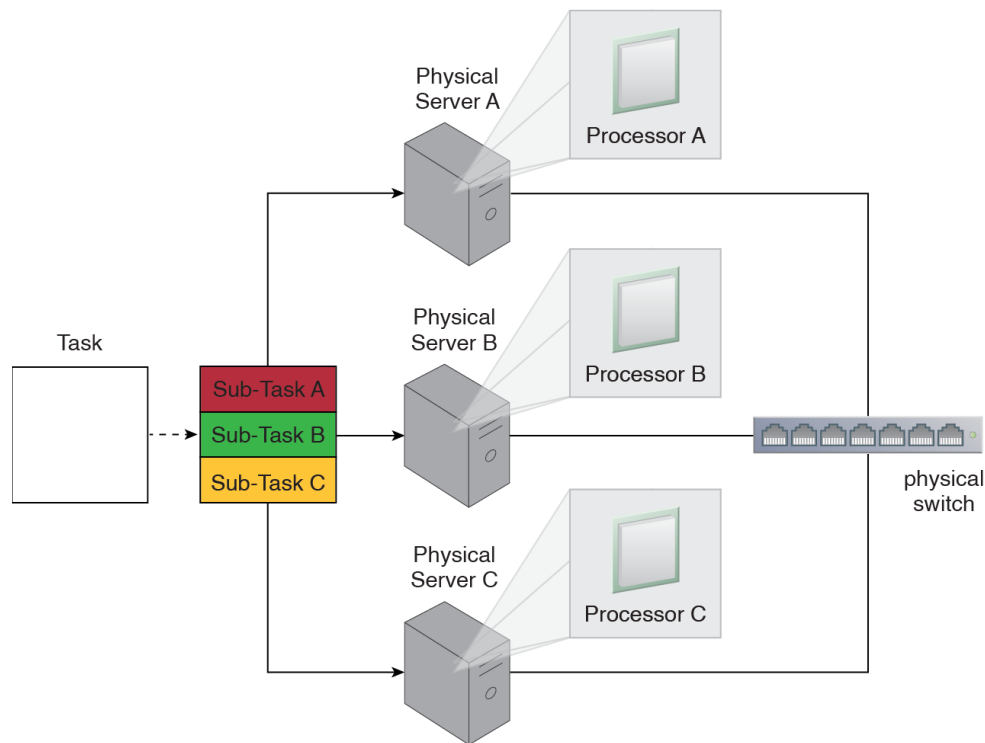 Physical
Server A
Processor A
Physical
Server B
Processor B
Task
Sub-Task A
Sub-Task B
Sub-Task C
physical
switch
Physical
Server C
Processor C